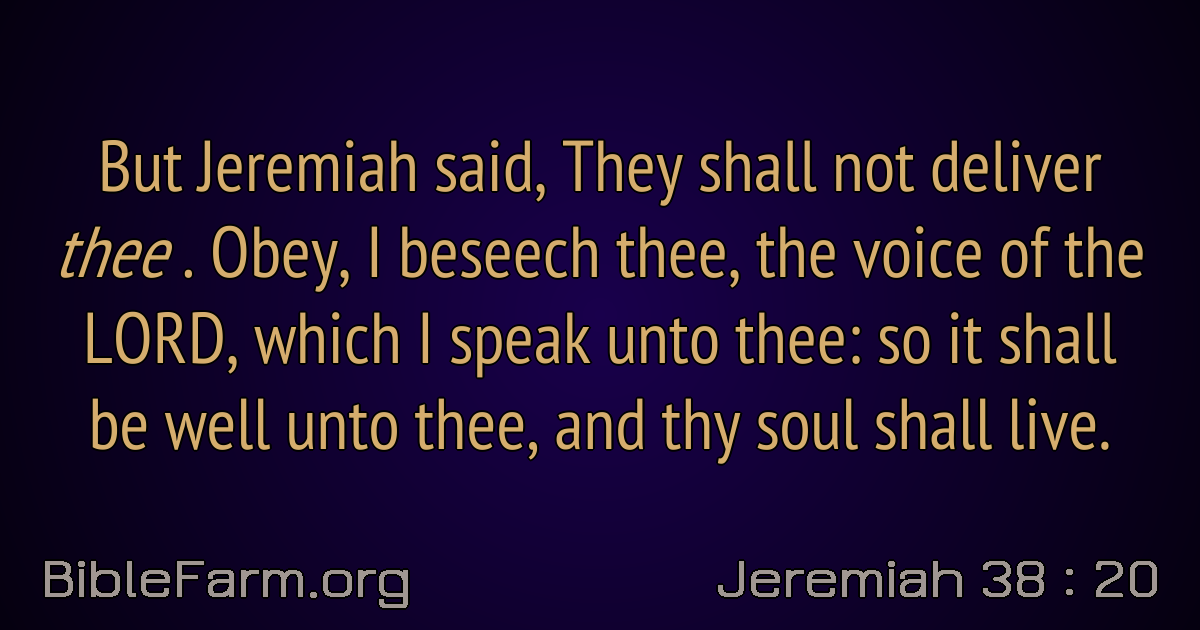 But Jeremiah said, They shall not deliver
thee . Obey, I beseech thee, the voice of the
LORD, which I speak unto thee: so it shall
be well unto thee, and thy soul shall live.
BibleFarm.org
Jeremiah 38 : 20